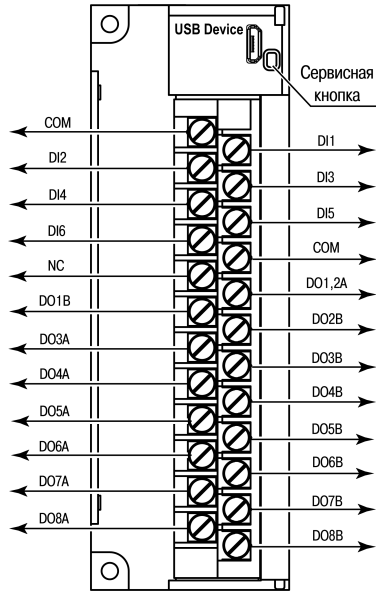 USB Device
Сервисная
кнопка
COM
DI1
DI2
DI3
DI4
DI5
DI6
COM
NC
DO1,2A
DO1B
DO2B
DO3A
DO3B
DO4A
DO4B
DO5A
DO5B
DO6A
DO6B
DO7A
DO7B
DO8A
DO8B